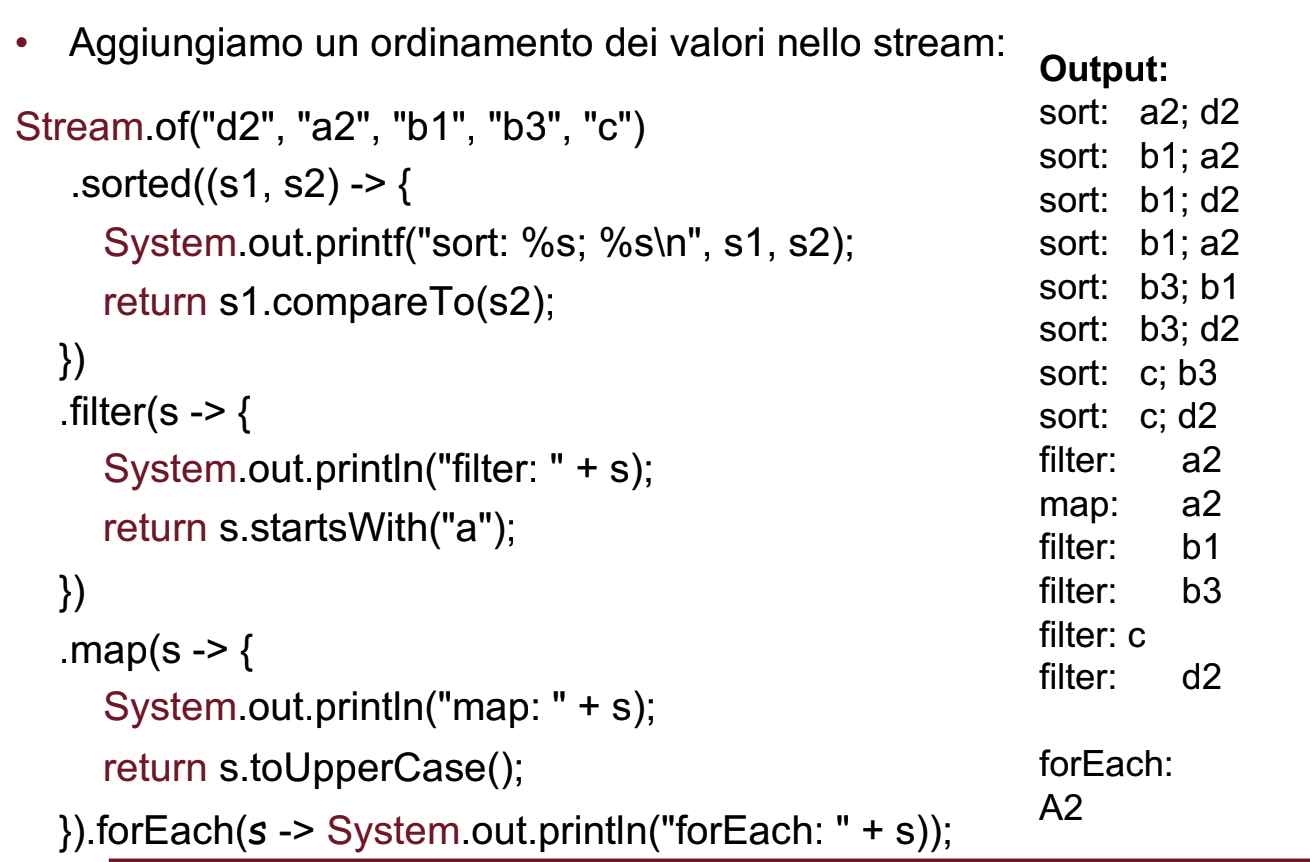 • Aggiungiamo un ordinamento dei valori nello stream:
Stream.of("d2", "a2", "b1", "b3", "c")
.sorted((s1, s2) -> {
System.out.printf("sort: %s; %s\n", s1, s2);
return s1.compareTo(s2);
})
.filter(s -> {
System.out.println("filter: " + s);
return s.startsWith("a");
})
.map(s -> {
System.out.println("map: " + s);
return s.toUpperCase();
}).forEach(s -> System.out.println("forEach: " + s));
Output:
sort: a2; d2
sort: b1; a2
sort: b1; d2
sort: b1; a2
sort: b3; b1
sort: b3; d2
sort: c; b3
sort: c; d2
filter: a2
map: a2
filter: b1
filter: b3
filter: c
filter: d2
forEach:
A2